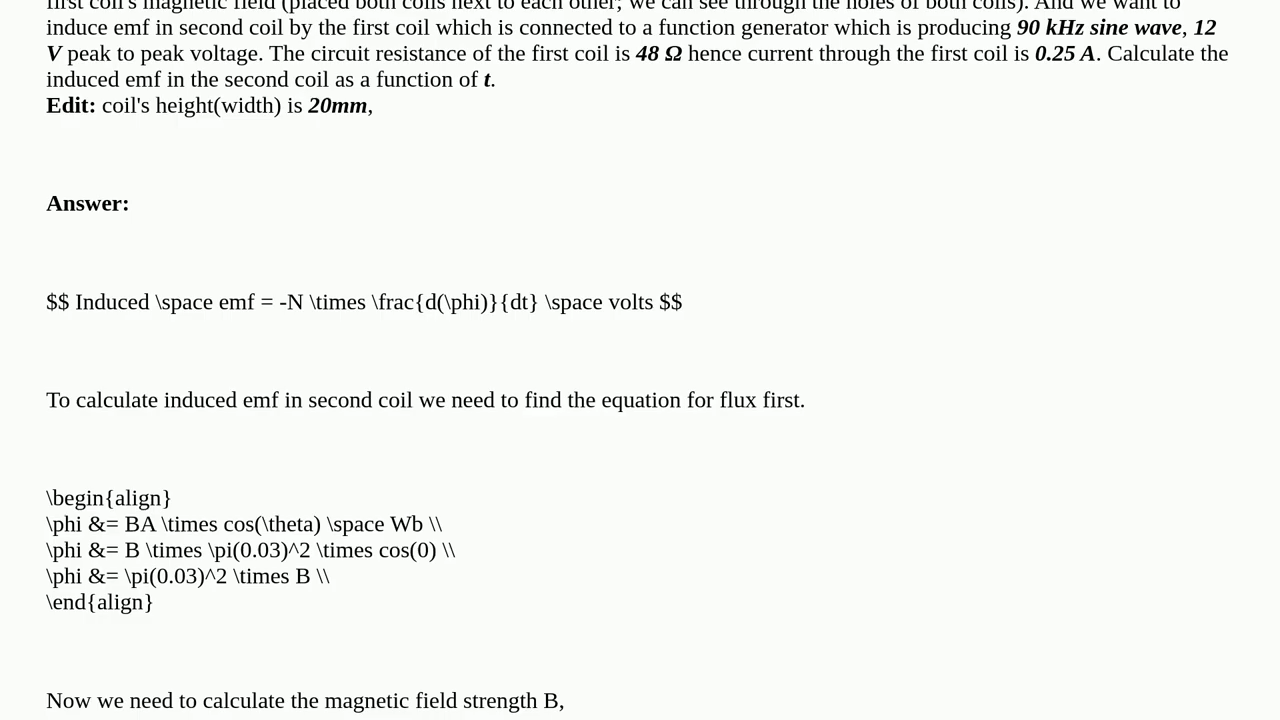 first coil's magnetic field (placed both coils next to each other; we can see through the holes of both coils). And we want to
induce emf in second coil by the first coil which is connected to a function generator which is producing 90 kHz sine wave, 12
V peak to peak voltage. The circuit resistance of the first coil is 48 Ω hence current through the first coil is 0.25 A. Calculate the
induced emf in the second coil as a function of t.
Edit: coil's height(width) is 20mm,
Answer:
$$ Induced \space emf = -N \times \frac{d(\phi)}{dt} \space volts $$
To calculate induced emf in second coil we need to find the equation for flux first.
\begin{align}
\phi &= BA \times cos(\theta) \space Wb \\
\phi &= B \times \pi(0.03)^2 \times cos(0) \\
\phi &= \pi(0.03)^2 \times B \\
\end{align}
Now we need to calculate the magnetic field strength B,